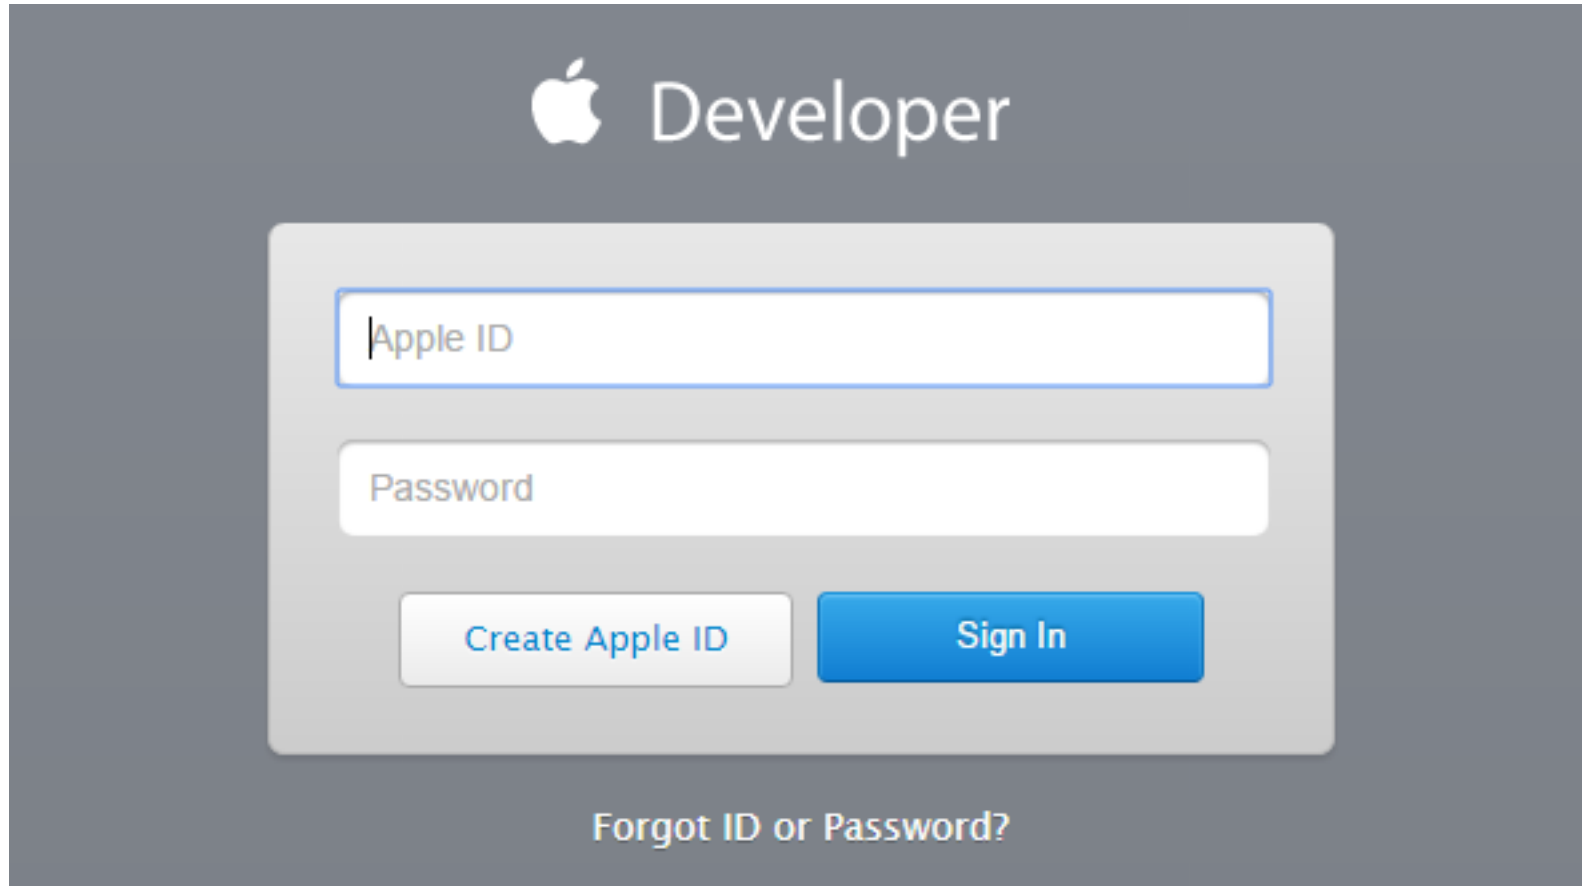 Developer
Apple ID
Password
Create Apple ID
Sign In
Forgot ID or Password?